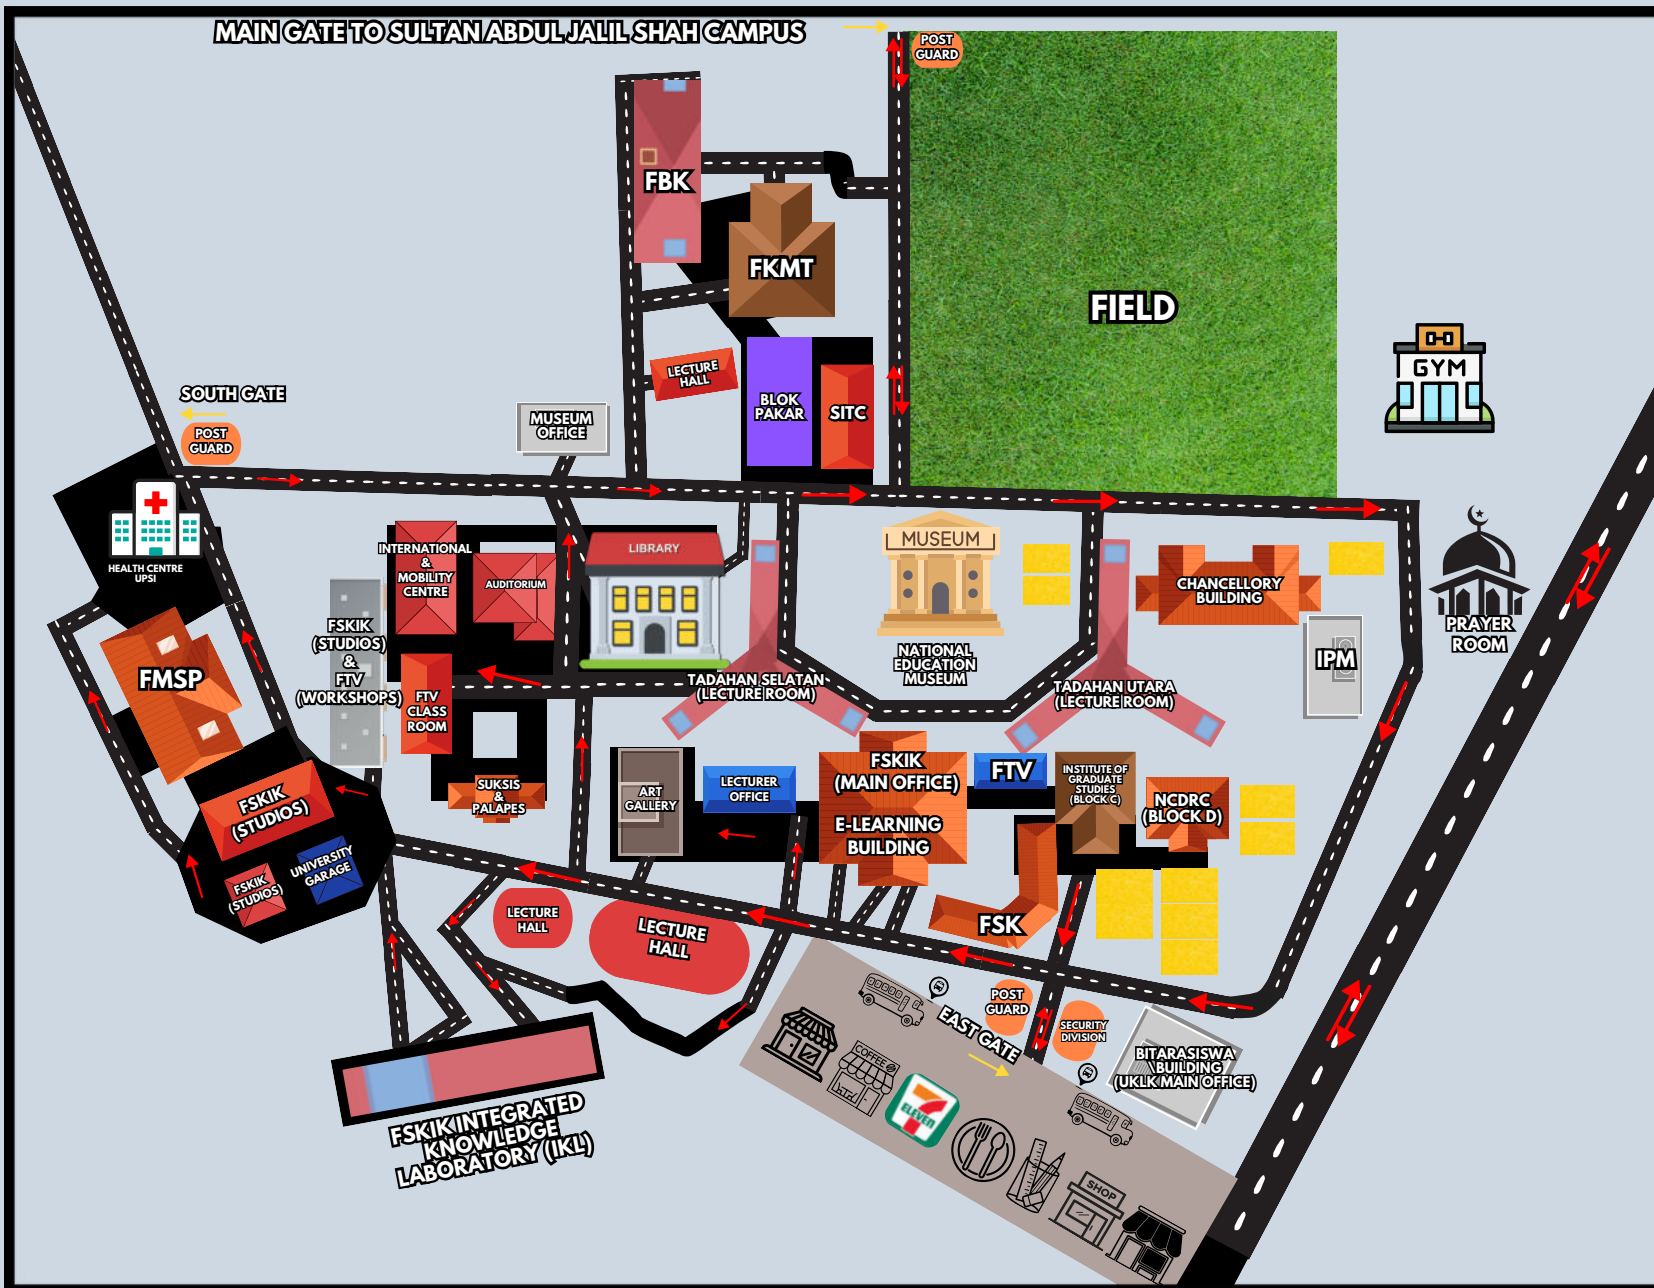 MAIN GATE TO SULTAN ABDUL JALIL SHAH CAMPUS
POST
GUARD
FBK
FKMT
FIELD
GYM
LECTURE
HALL
BLOK
PAKAR
SITC
SOUTH GATE
POST
GUARD
MUSEUM
OFFICE
HEALTH CENTRE
UPSI
INTERNATIONAL
&
MOBILITY
CENTRE
AUDITORIUM
LIBRARY
MUSEUM
NATIONAL
EDUCATION
MUSEUM
CHANCELLORY
BUILDING
PRAYER
ROOM
IPM
FSKIK
(STUDIOS)
&
FTV
(WORKSHOPS)
FMSP
FTV
CLASS
ROOM
TADAHAN SELATAN
(LECTURE ROOM)
TADAHAN UTARA
(LECTURE ROOM)
SUKSIS
&
PALAPES
ART
GALLERY
LECTURER
OFFICE
FSKIK
(MAIN OFFICE)
E-LEARNING
BUILDING
FTV
INSTITUTE OF
GRADUATE
STUDIES
(BLOCK C)
NCDRC
(BLOCK D)
FSKIK
(STUDIOS)
UNIVERSITY
GARAGE
FSKIK
(STUDIOS)
LECTURE
HALL
LECTURE
HALL
FSK
POST
GUARD
SECURITY
DIVISION
EAST GATE
BITARASISWA
BUILDING
(UKLK MAIN OFFICE)
COFFEE
7
ELEVEN
SHOP
FSKIK INTEGRATED
KNOWLEDGE
LABORATORY (IKL)